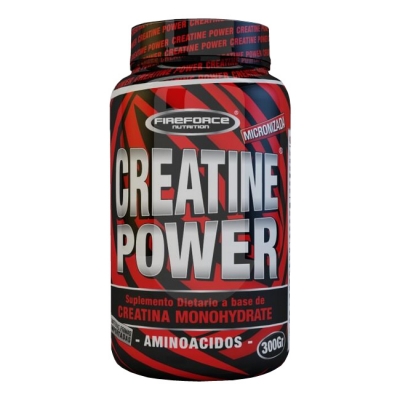 CREATINE POWER CREATINE POWER
FIREFORCE
NUTRITION
MICRONIZADA
CREATINE
POWER
Suplemento Dietario a base de
CREATINA MONOHYDRATE
- AMINOACIDOS -
300Gr